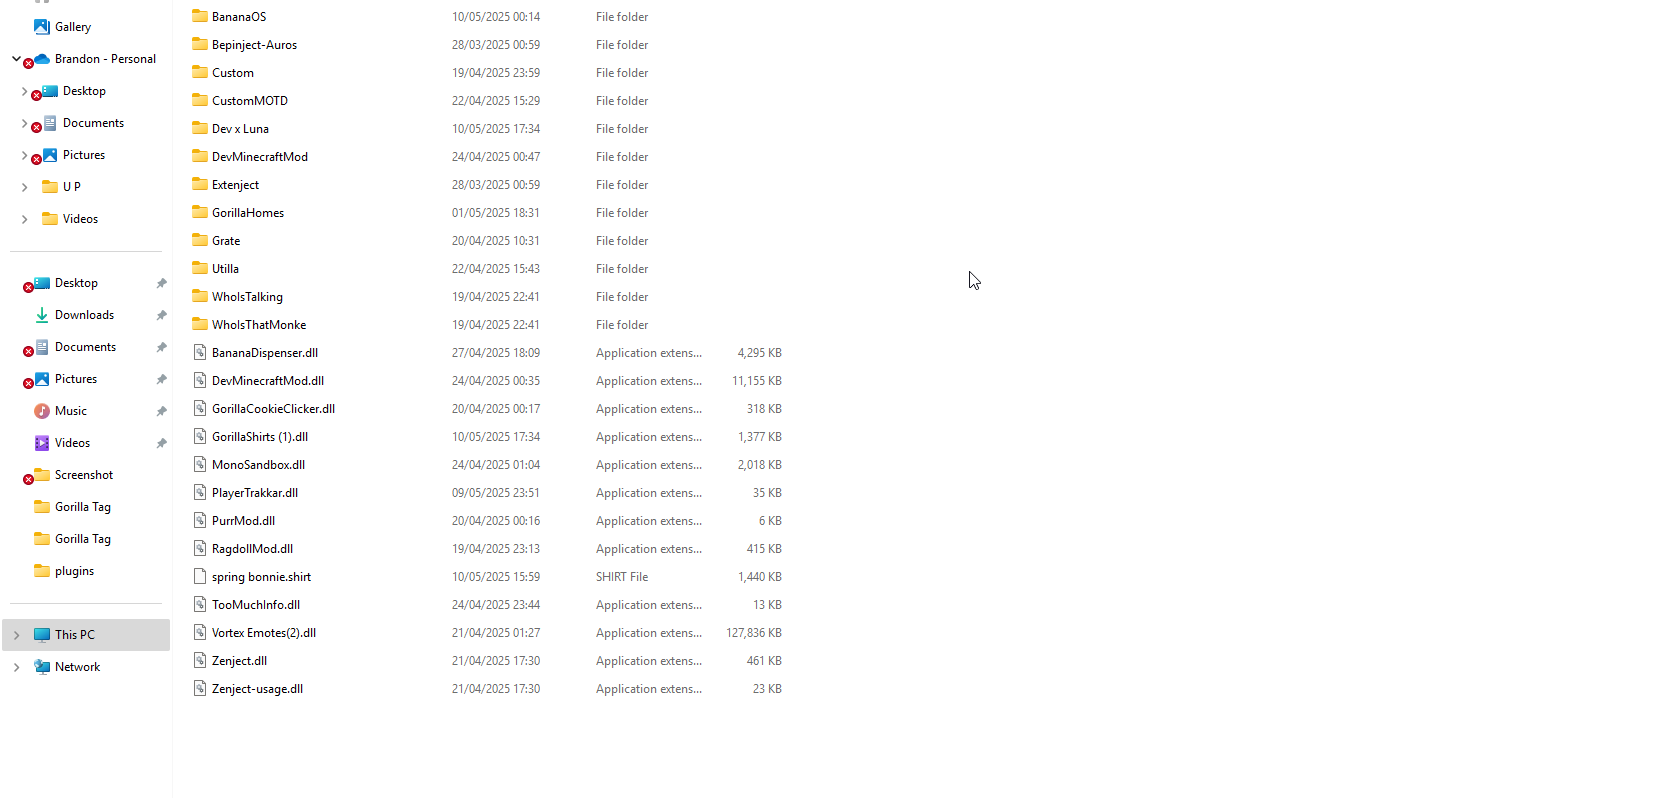 Gallery
Brandon - Personal
Desktop
Documents
Pictures
U P
Videos
Desktop
Downloads
Documents
Pictures
Music
Videos
Screenshot
Gorilla Tag
Gorilla Tag
plugins
This PC
Network
BananaOS 10/05/2025 00:14 File folder
Bepinject-Auros 28/03/2025 00:59 File folder
Custom 19/04/2025 23:59 File folder
CustomMOTD 22/04/2025 15:29 File folder
Dev x Luna 10/05/2025 17:34 File folder
DevMinecraftMod 24/04/2025 00:47 File folder
Extenject 28/03/2025 00:59 File folder
GorillaHomes 01/05/2025 18:31 File folder
Grate 20/04/2025 10:31 File folder
Utilla 22/04/2025 15:43 File folder
WhoIsTalking 19/04/2025 22:41 File folder
WhoIsThatMonke 19/04/2025 22:41 File folder
BananaDispenser.dll 27/04/2025 18:09 Application extens... 4,295 KB
DevMinecraftMod.dll 24/04/2025 00:35 Application extens... 11,155 KB
GorillaCookieClicker.dll 20/04/2025 00:17 Application extens... 318 KB
GorillaShirts (1).dll 10/05/2025 17:34 Application extens... 1,377 KB
MonoSandbox.dll 24/04/2025 01:04 Application extens... 2,018 KB
PlayerTrakkar.dll 09/05/2025 23:51 Application extens... 35 KB
PurrMod.dll 20/04/2025 00:16 Application extens... 6 KB
RagdollMod.dll 19/04/2025 23:13 Application extens... 415 KB
spring bonnie.shirt 10/05/2025 15:59 SHIRT File 1,440 KB
TooMuchInfo.dll 24/04/2025 23:44 Application extens... 13 KB
Vortex Emotes(2).dll 21/04/2025 01:27 Application extens... 127,836 KB
Zenject.dll 21/04/2025 17:30 Application extens... 461 KB
Zenject-usage.dll 21/04/2025 17:30 Application extens... 23 KB